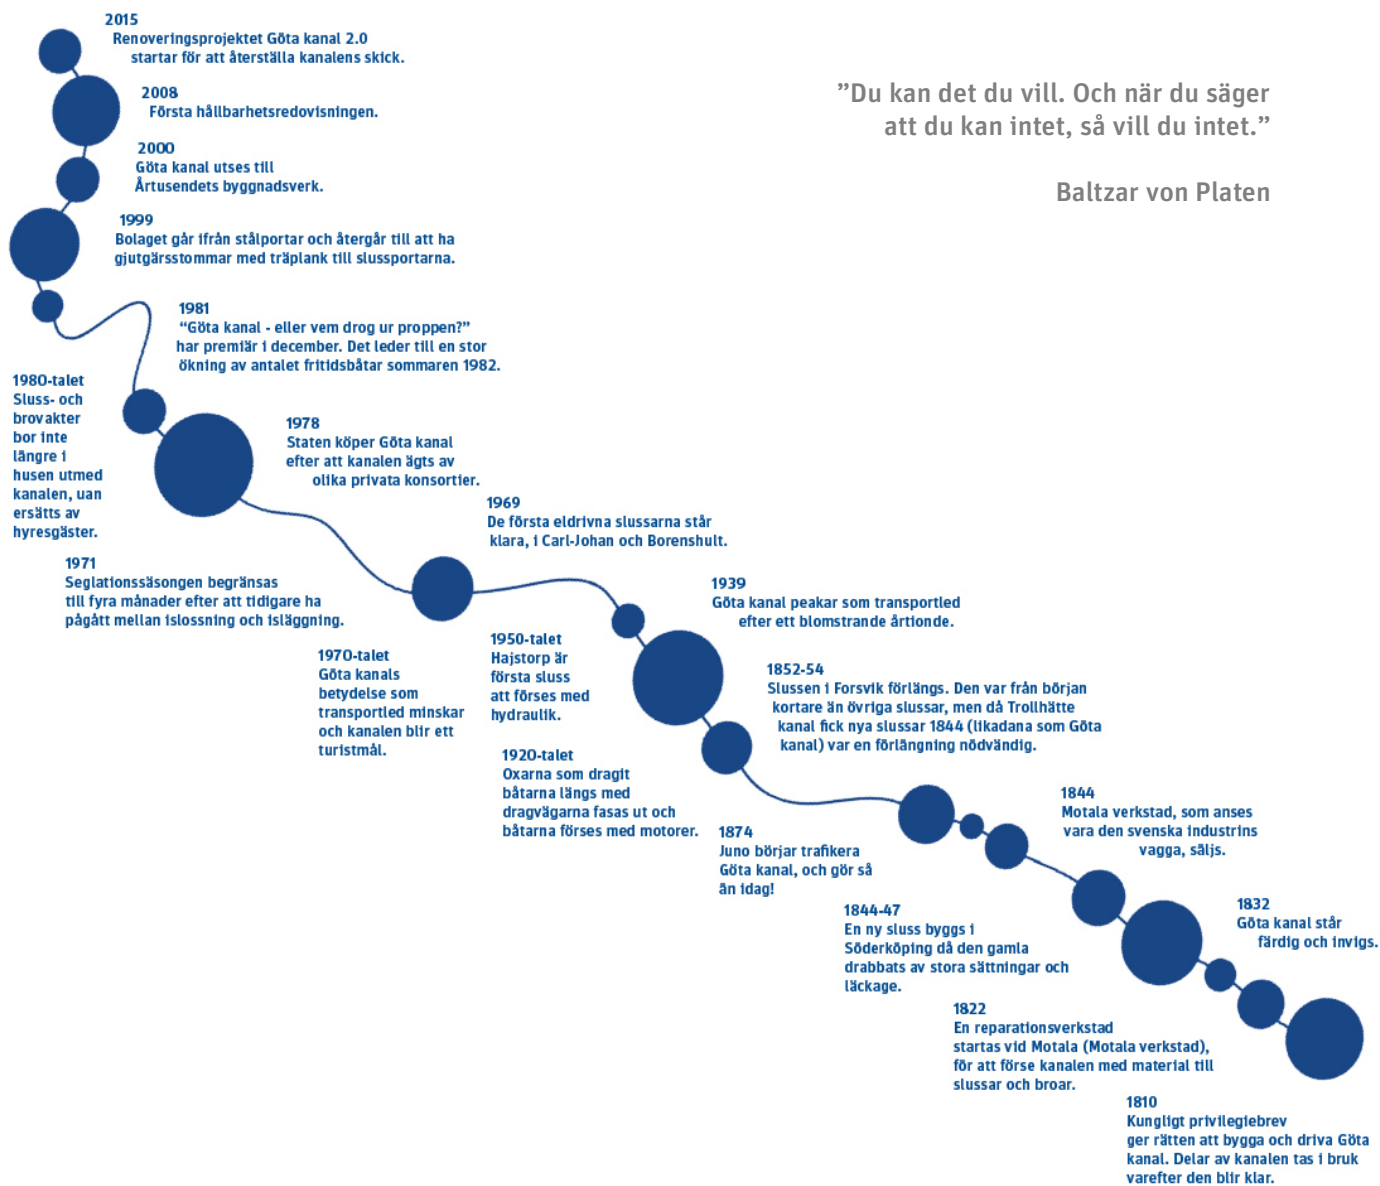 2015
Renoveringsprojektet Göta kanal 2.0
startar för att återställa kanalens skick.
2008
Första hållbarhetsredovisningen.
2000
Göta kanal utses till
Årtusendets byggnadsverk.
1999
Bolaget går ifrån stålportar och återgår till att ha
gjutgärsstommar med träplank till slussportarna.
”Du kan det du vill. Och när du säger
att du kan intet, så vill du intet.”
Baltzar von Platen
1981
“Göta kanal - eller vem drog ur proppen?”
har premiär i december. Det leder till en stor
ökning av antalet fritidsbåtar sommaren 1982.
1980-talet
Sluss- och
brovakter
bor inte
längre i
husen utmed
kanalen, uan
ersätts av
hyresgäster.
1978
Staten köper Göta kanal
efter att kanalen ägts av
olika privata konsortier.
1971
Seglationssäsongen begränsas
till fyra månader efter att tidigare ha
pågått mellan islossning och isläggning.
1969
De första eldrivna slussarna står
klara, i Carl-Johan och Borenshult.
1970-talet
Göta kanals
betydelse som
transportled minskar
och kanalen blir ett
turistmål.
1950-talet
Hajstorp är
första sluss
att förses med
hydraulik.
1939
Göta kanal peakar som transportled
efter ett blomstrande årtionde.
1920-talet
Oxarna som dragit
båtarna längs med
dragvägarna fasas ut och
båtarna förses med motorer.
1852-54
Slussen i Forsvik förlängs. Den var från början
kortare än övriga slussar, men då Trollhätte
kanal fick nya slussar 1844 (likadana som Göta
kanal) var en förlängning nödvändig.
1874
Juno börjar trafikera
Göta kanal, och gör så
än idag!
1844
Motala verkstad, som anses
vara den svenska industrins
vagga, säljs.
1844-47
En ny sluss byggs i
Söderköping då den gamla
drabbats av stora sättningar och
läckage.
1832
Göta kanal står
färdig och invigs.
1822
En reparationsverkstad
startas vid Motala (Motala verkstad),
för att förse kanalen med material till
slussar och broar.
1810
Kungligt privilegiebrev
ger rätten att bygga och driva Göta
kanal. Delar av kanalen tas i bruk
varefter den blir klar.